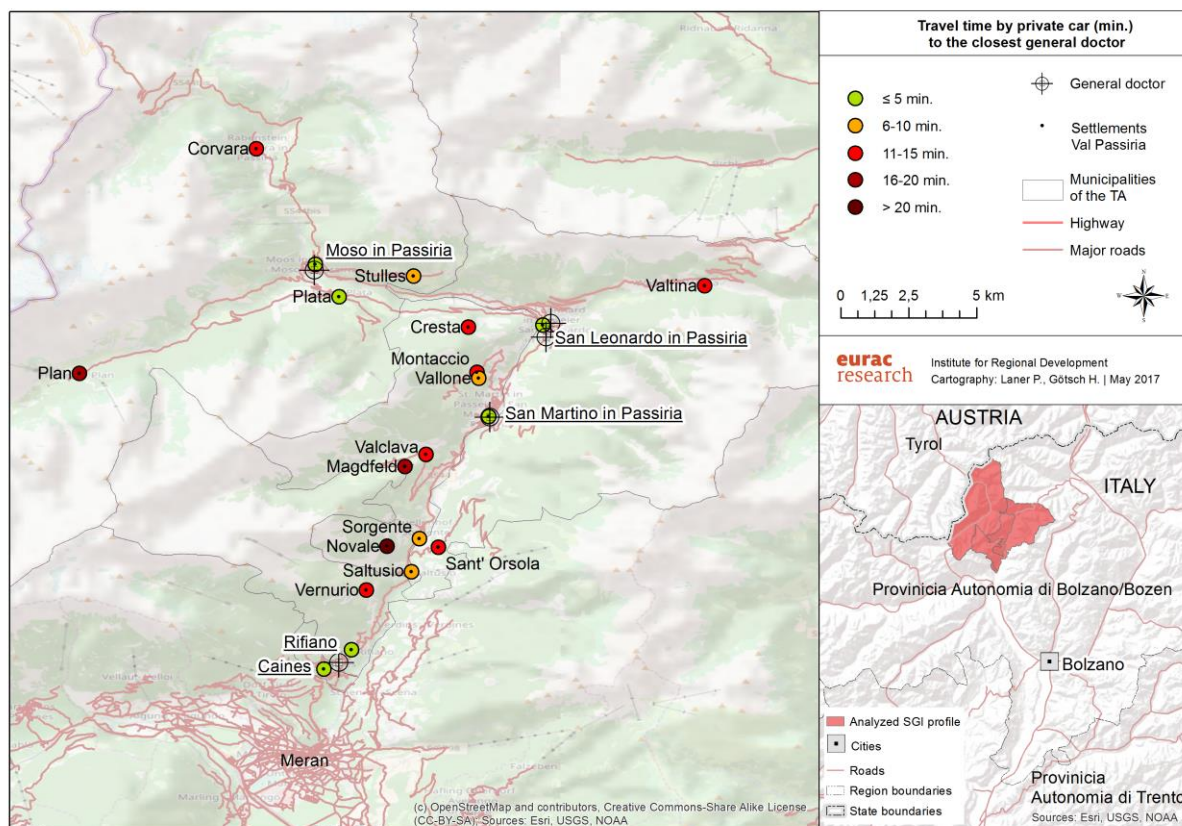 Corvara
Moso in Passiria
Stulles
Plata
Valtina
Cresta
San Leonardo in Passiria
Montaccio
Vallone
Plan
San Martino in Passiria
Valclava
Magdfeld
Sorgente
Novale
Sant' Orsola
Saltusio
Vernurio
Rifiano
Caines
Meran
(c) OpenStreetMap and contributors, Creative Commons-Share Alike License
(CC-BY-SA), Sources: Esri, USGS, NOAA
Travel time by private car (min.)
to the closest general doctor
≤ 5 min.
6-10 min.
11-15 min.
16-20 min.
> 20 min.
General doctor
Settlements
Val Passiria
Municipalities
of the TA
Highway
Major roads
0 1,25 2,5 5 km
N
W E
S
eurac
research
Institute for Regional Development
Cartography: Laner P., Götsch H. | May 2017
AUSTRIA
Tyrol
ITALY
Provinicia Autonomia di Bolzano/Bozen
Bolzano
Analyzed SGI profile
Cities
Roads
Region boundaries
State boundaries
Provinicia
Autonomia di Trento
Sources: Esri, USGS, NOAA